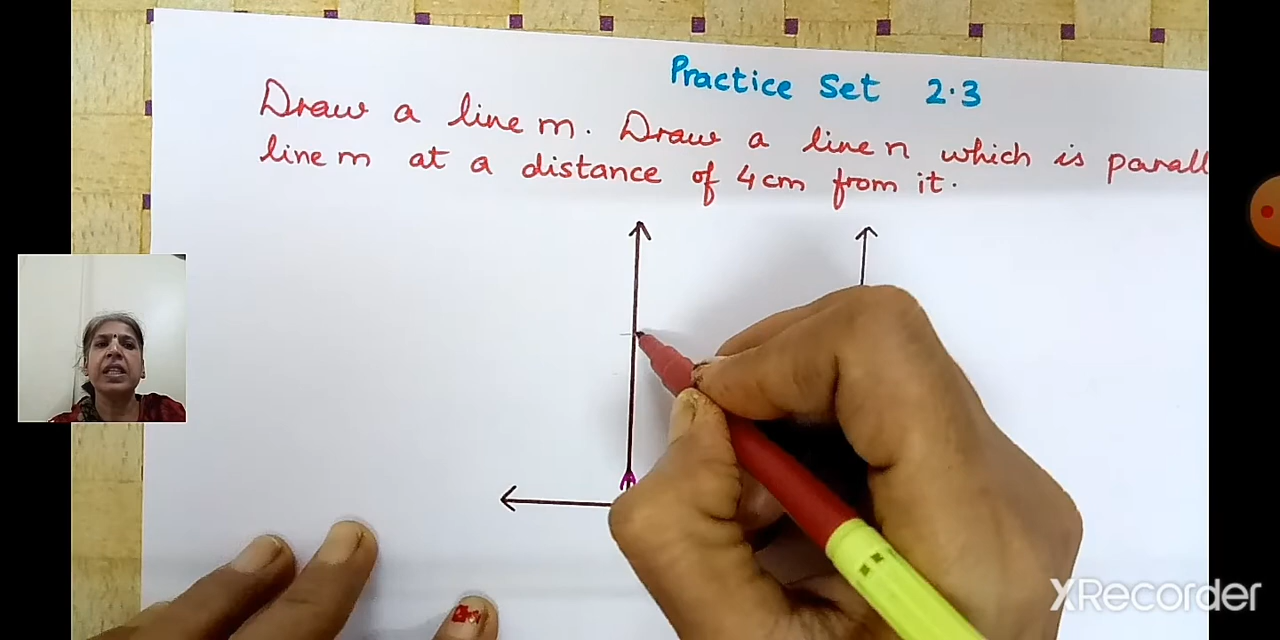 Practice Set 2.3
Draw a line m. Draw a line n which is parall
line m at a distance of 4 cm from it.
XRecorder